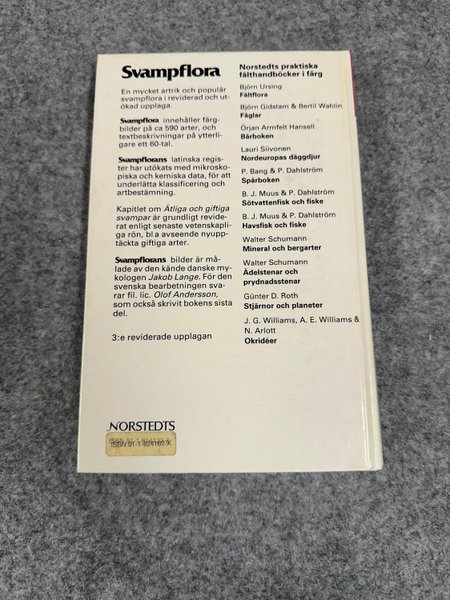 Svampflora
En mycket artrik och populär
svampflora i reviderad och ut-
ökad upplaga.
Svampflora innehåller färg-
bilder på ca 590 arter, och
textbeskrivningar på ytterli-
gare ett 60-tal.
Svampflorans latinska regis-
ter har utökats med mikrosko-
piska och kemiska data, för att
underlätta klassificering och
artbestämning.
Kapitlet om Ätliga och giftiga
svampar är grundligt revide-
rat enligt senaste vetenskapli-
ga rön, bl a avseende nyupp-
täckta giftiga arter.
Svampflorans bilder är må-
lade av den kände danske my-
kologen Jakob Lange. För den
svenska bearbetningen sva-
rar fil. lic. Olof Andersson,
som också skrivit bokens sista
del.
3:e reviderade upplagan
NORSTEDTS
Norstedts praktiska
fälthandböcker i färg
Björn Ursing
Fältflora
Björn Gidstam & Bertil Wahlin
Fåglar
Örjan Armfelt Hansell
Bärboken
Lauri Siivonen
Nordeuropas däggdjur
P. Bang & P. Dahlström
Spårboken
B. J. Muus & P. Dahlström
Sötvattenfisk och fiske
B. J. Muus & P. Dahlström
Havsfisk och fiske
Walter Schumann
Mineral och bergarter
Walter Schumann
Ädelstenar och
prydnadsstenar
Günter D. Roth
Stjärnor och planeter
J. G. Williams, A. E. Williams &
N. Arlott
Okridéer